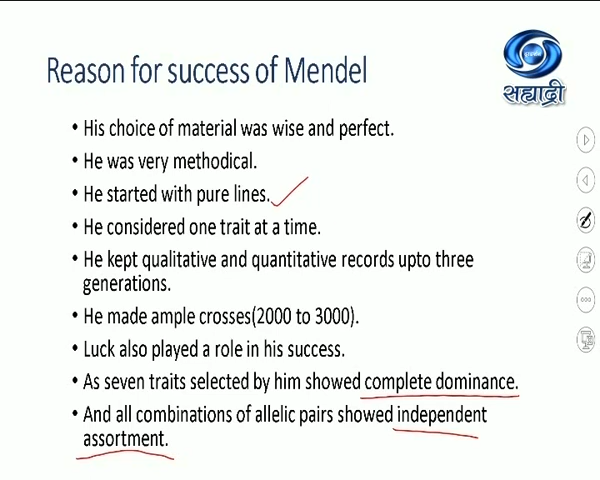 Reason for success of Mendel
सह्याद्री
• His choice of material was wise and perfect.
• He was very methodical.
• He started with pure lines.
• He considered one trait at a time.
• He kept qualitative and quantitative records upto three
generations.
• He made ample crosses(2000 to 3000).
• Luck also played a role in his success.
• As seven traits selected by him showed complete dominance.
• And all combinations of allelic pairs showed independent
assortment.